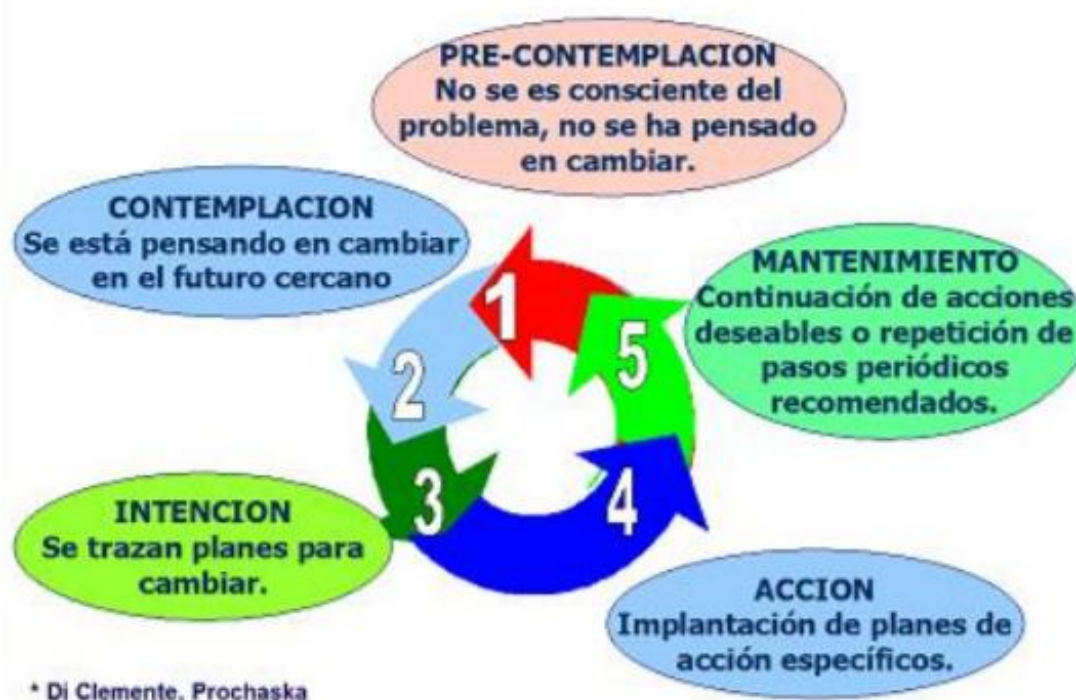 PRE-CONTEMPLACION
No se es consciente del
problema, no se ha pensado
en cambiar.
CONTEMPLACION
Se está pensando en cambiar
en el futuro cercano
MANTENIMIENTO
Continuación de acciones
deseables o repetición de
pasos periódicos
recomendados.
1
2
3
4
5
INTENCION
Se trazan planes para
cambiar.
ACCION
Implantación de planes de
acción específicos.
* Di Clemente, Prochaska